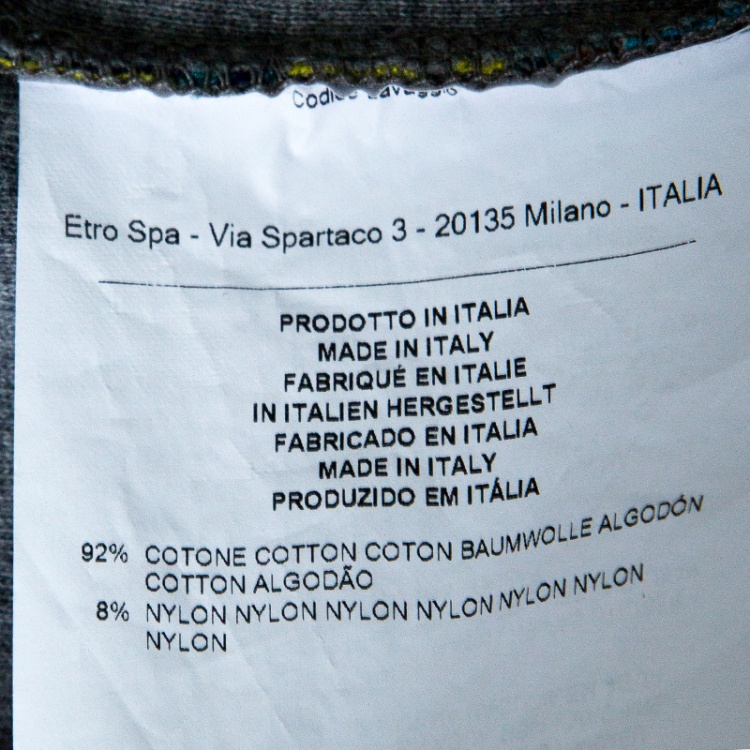 Etro Spa - Via Spartaco 3 - 20135 Milano - ITALIA
PRODOTTO IN ITALIA
MADE IN ITALY
FABRIQUÉ EN ITALIE
IN ITALIEN HERGESTELLT
FABRICADO EN ITALIA
MADE IN ITALY
PRODUZIDO EM ITÁLIA
92% COTONE COTTON COTON BAUMWOLLE ALGODÓN
COTTON ALGODÃO
8% NYLON NYLON NYLON NYLON NYLON NYLON
NYLON